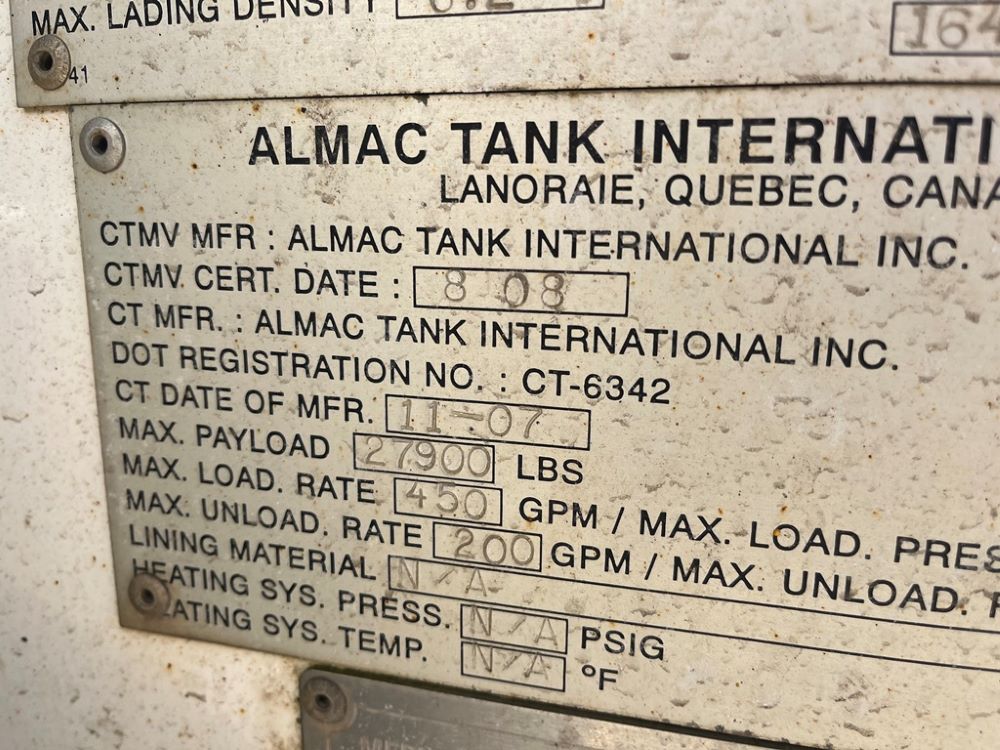 MAX. LADING DENSITY
164
41
ALMAC TANK INTERNATI
LANORAIE, QUEBEC, CANA
CTMV MFR : ALMAC TANK INTERNATIONAL INC.
CTMV CERT. DATE : 8 08
CT MFR. : ALMAC TANK INTERNATIONAL INC.
DOT REGISTRATION NO. : CT-6342
CT DATE OF MFR. 11-07
MAX. PAYLOAD 27900 LBS
MAX. LOAD. RATE 450 GPM / MAX. LOAD. PRES
MAX. UNLOAD. RATE 200 GPM / MAX. UNLOAD. P
LINING MATERIAL N/A
HEATING SYS. PRESS. N/A PSIG
EATING SYS. TEMP. N/A °F